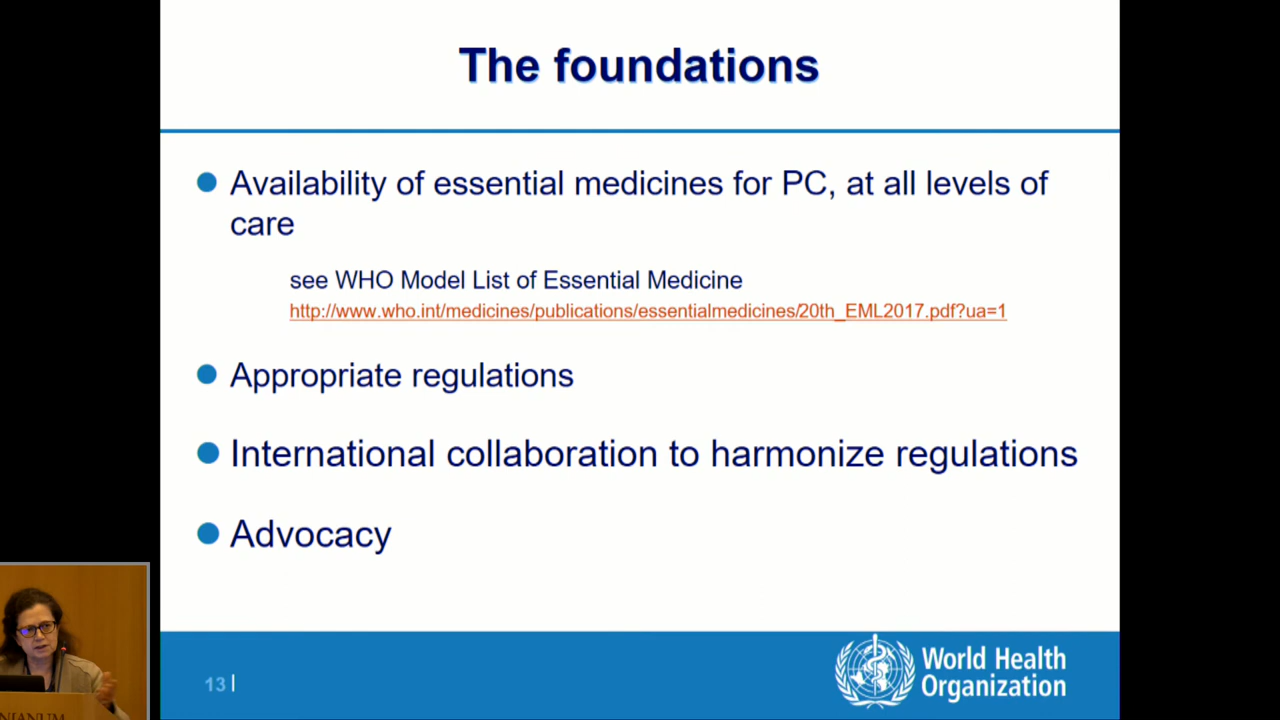 The foundations
Availability of essential medicines for PC, at all levels of
care
see WHO Model List of Essential Medicine
http://www.who.int/medicines/publications/essentialmedicines/20th_EML2017.pdf?ua=1
Appropriate regulations
International collaboration to harmonize regulations
Advocacy
13 |
World Health
Organization